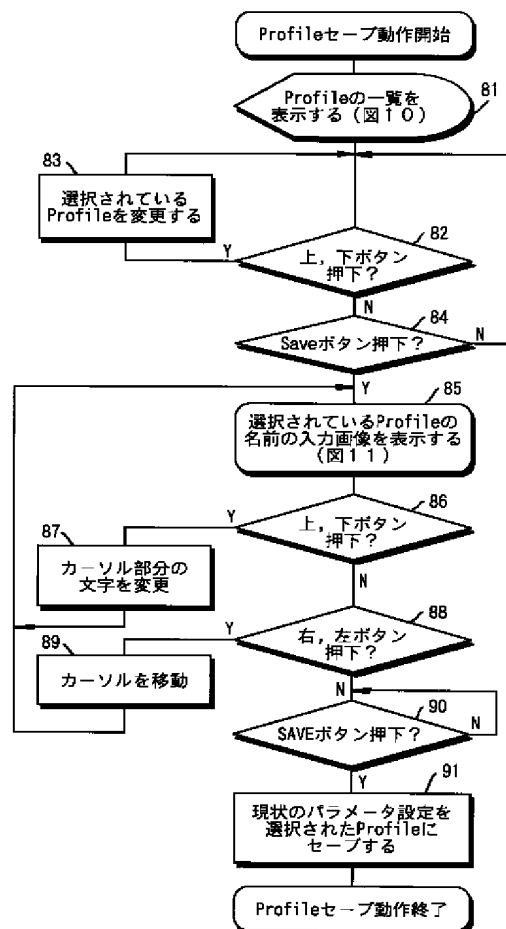 Profileセーブ動作開始
Profileの一覧を
表示する（図１０）
81
83
選択されている
Profileを変更する
Y
82
上，下ボタン
押下？
N
84
Saveボタン押下？
N
Y
85
選択されているProfileの
名前の入力画像を表示する
（図１１）
86
上，下ボタン
押下？
Y
87
カーソル部分の
文字を変更
N
88
右，左ボタン
押下？
Y
89
カーソルを移動
N
90
SAVEボタン押下？
N
Y
91
現状のパラメータ設定を
選択されたProfileに
セーブする
Profileセーブ動作終了